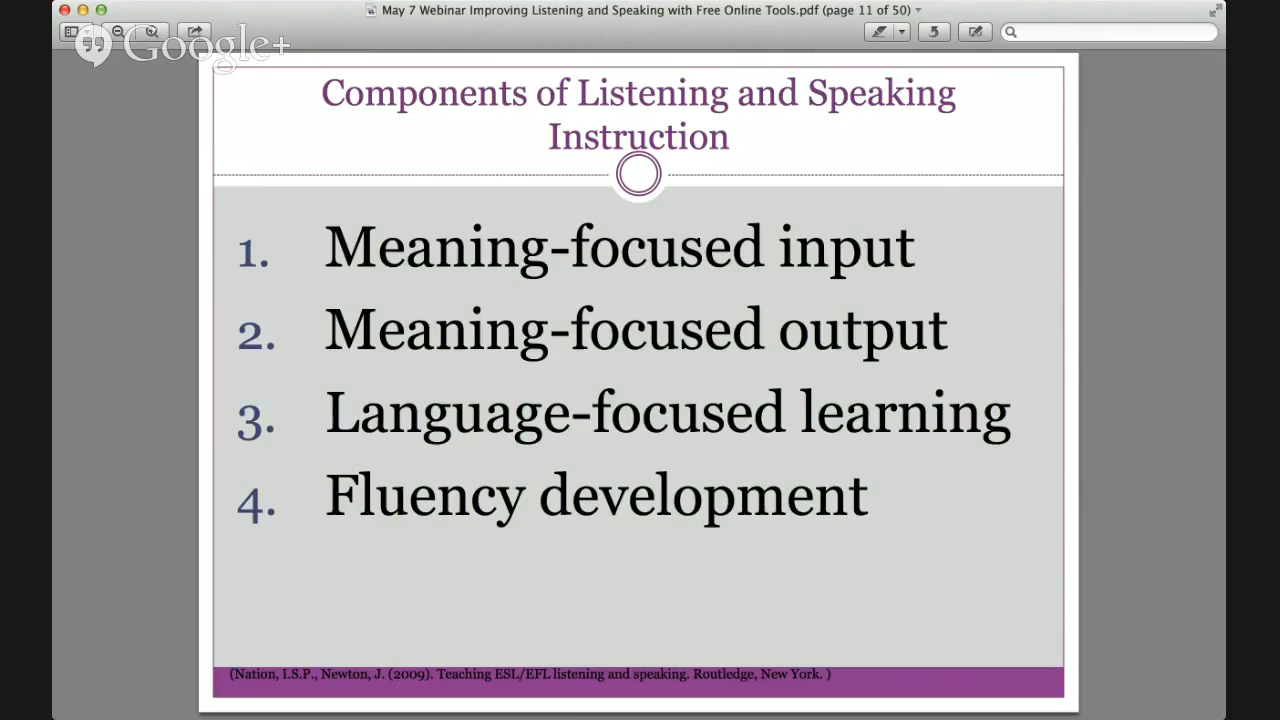 May 7 Webinar Improving Listening and Speaking with Free Online Tools.pdf (page 11 of 50)
Google+
Components of Listening and Speaking
Instruction
1. Meaning-focused input
2. Meaning-focused output
3. Language-focused learning
4. Fluency development
(Nation, I.S.P., Newton, J. (2009). Teaching ESL/EFL listening and speaking. Routledge, New York. )